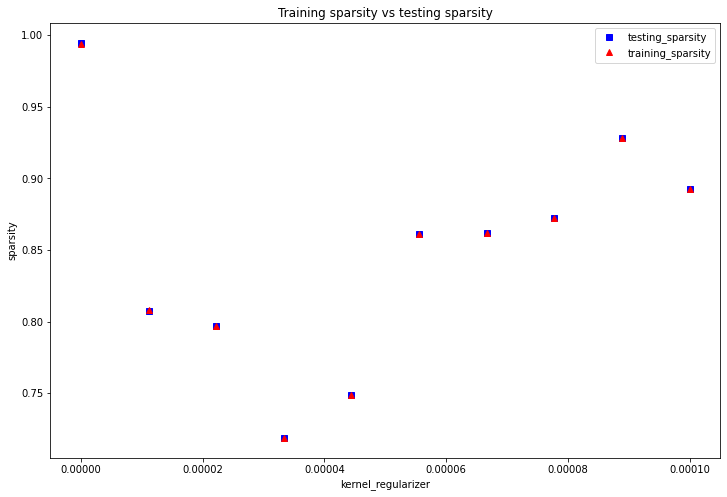 Training sparsity vs testing sparsity
testing_sparsity
training_sparsity
1.00
0.95
0.90
0.85
0.80
0.75
sparsity
0.00000
0.00002
0.00004
0.00006
0.00008
0.00010
kernel_regularizer